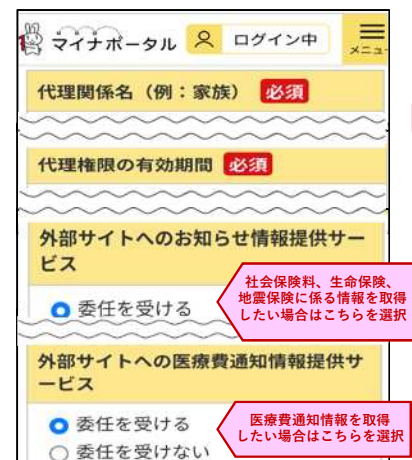 マイナポータル
ログイン中
メニュー
代理関係名（例：家族） 必須
代理権限の有効期間 必須
外部サイトへのお知らせ情報提供サー
ビス
委任を受ける
社会保険料、生命保険、
地震保険に係る情報を取得
したい場合はこちらを選択
外部サイトへの医療費通知情報提供サ
ービス
委任を受ける
委任を受けない
医療費通知情報を取得
したい場合はこちらを選択